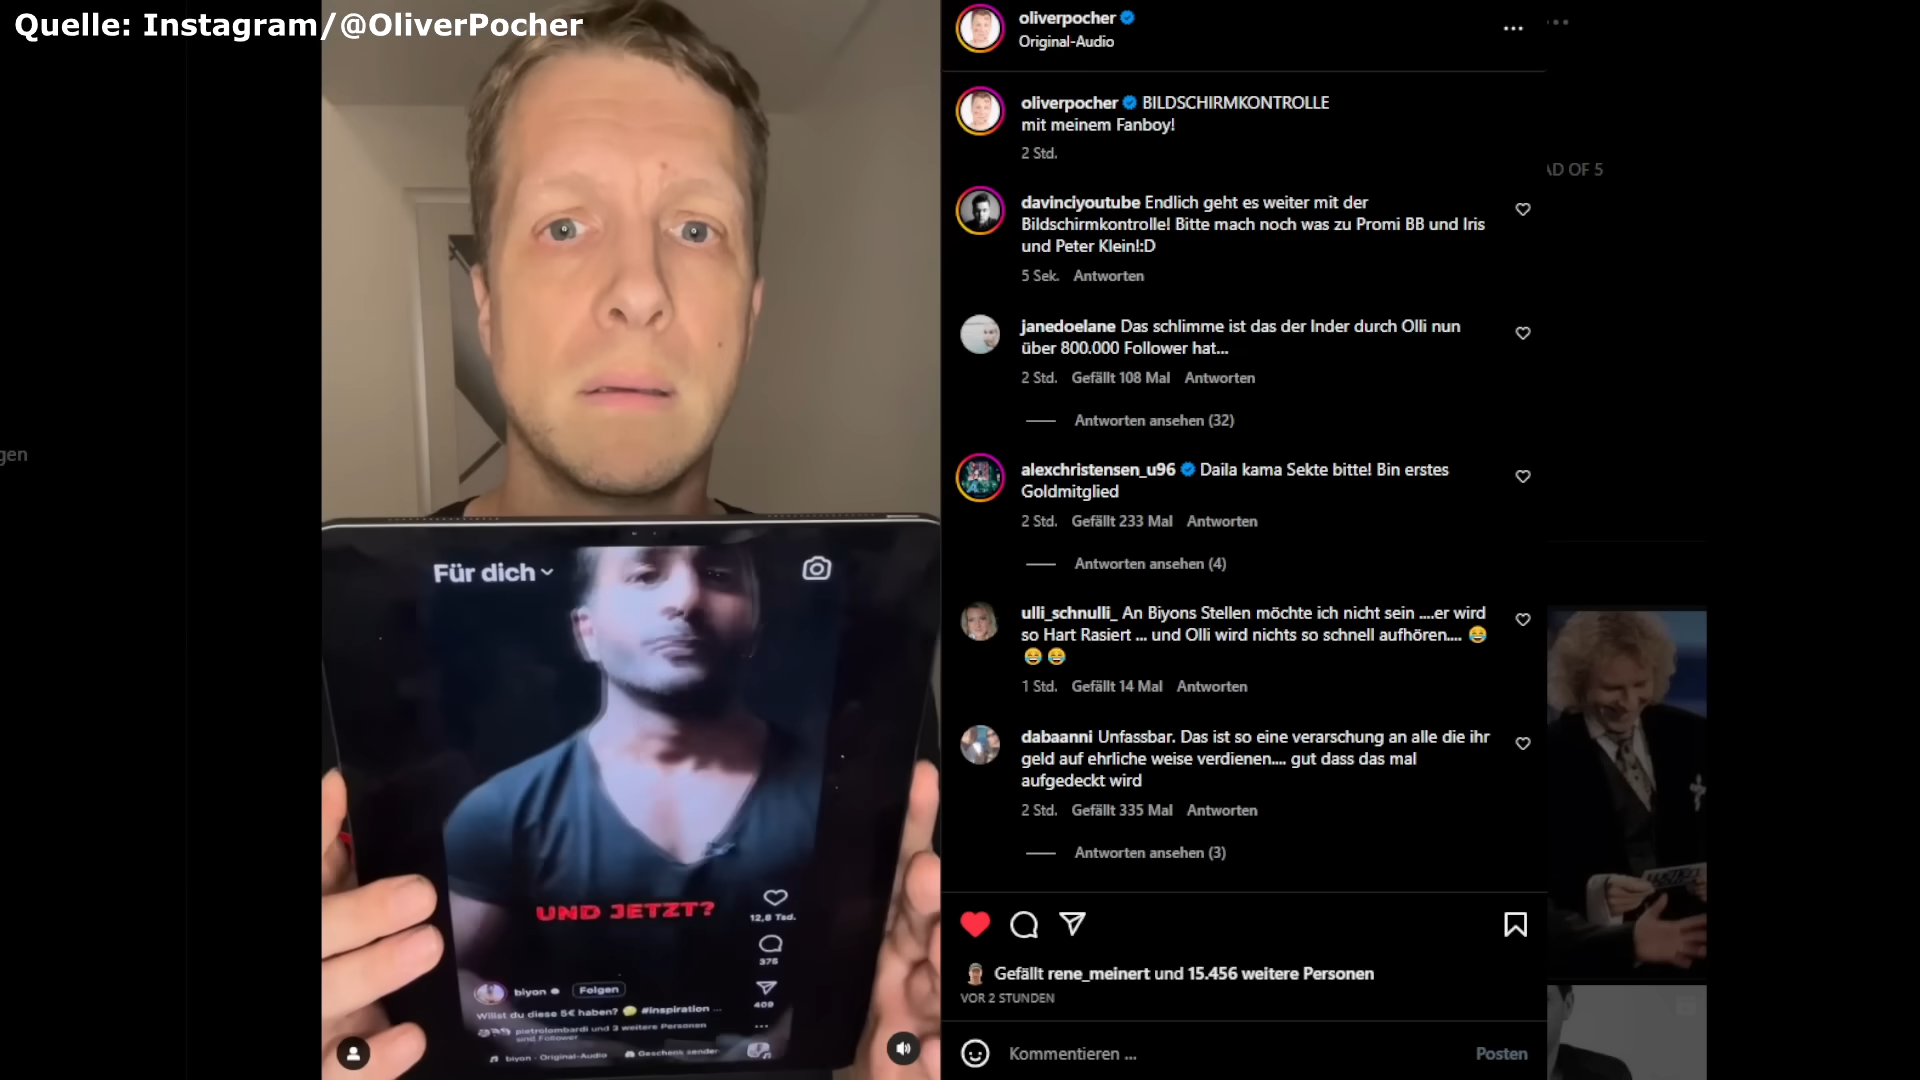 Quelle: Instagram/@OliverPocher
oliverpocher
Original-Audio
AD OF 5
gen
oliverpocher BILDSCHIRMKONTROLLE
mit meinem Fanboy!
2 Std.
davinciyoutube Endlich geht es weiter mit der
Bildschirmkontrolle! Bitte mach noch was zu Promi BB und Iris
und Peter Klein!:D
5 Sek. Antworten
janedoelane Das schlimme ist das der Inder durch Olli nun
über 800.000 Follower hat...
2 Std. Gefällt 108 Mal Antworten
Antworten ansehen (32)
alexchristensen_u96 Daila kama Sekte bitte! Bin erstes
Goldmitglied
2 Std. Gefällt 233 Mal Antworten
Antworten ansehen (4)
ulli_schnulli_ An Biyons Stellen möchte ich nicht sein ....er wird
so Hart Rasiert ... und Olli wird nichts so schnell aufhören.... 😂
😂 😂
1 Std. Gefällt 14 Mal Antworten
dabaanni Unfassbar. Das ist so eine verarschung an alle die ihr
geld auf ehrliche weise verdienen.... gut dass das mal
aufgedeckt wird
2 Std. Gefällt 335 Mal Antworten
Antworten ansehen (3)
Gefällt rene_meinert und 15.456 weitere Personen
VOR 2 STUNDEN
Kommentieren ...
Posten
Für dich
UND JETZT?
12,8 Tsd.
375
409
biyon Folgen
Willst du diese 5€ haben? #inspiration ...
pietrolombardi und 3 weitere Personen
sind Follower
biyon · Original-Audio Geschenk senden